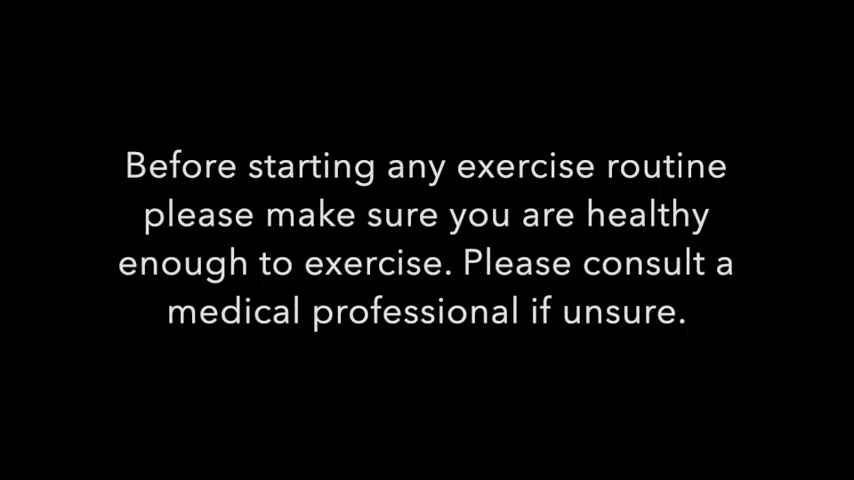 Before starting any exercise routine
please make sure you are healthy
enough to exercise. Please consult a
medical professional if unsure.